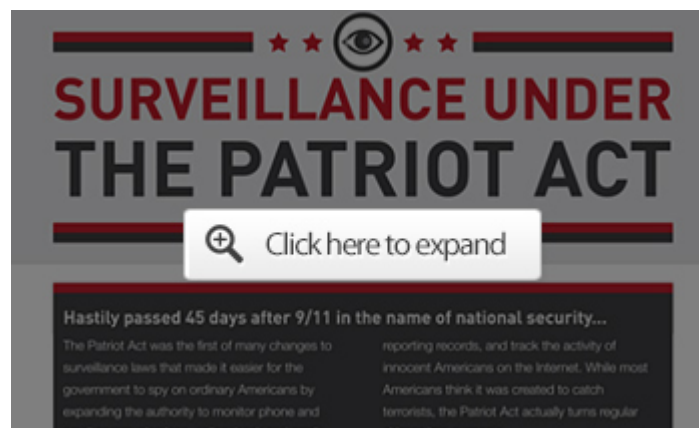 SURVEILLANCE UNDER
THE PATRIOT ACT
Click here to expand
Hastily passed 45 days after 9/11 in the name of national security...
The Patriot Act was the first of many changes to
surveillance laws that made it easier for the
government to spy on ordinary Americans by
expanding the authority to monitor phone and
reporting records, and track the activity of
innocent Americans on the Internet. While most
Americans think it was created to catch
terrorists, the Patriot Act actually turns regular